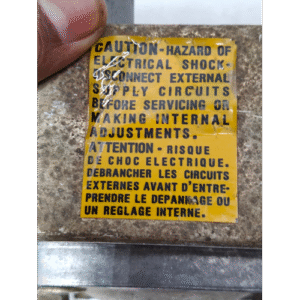 CAUTION-HAZARD OF
ELECTRICAL SHOCK-
DISCONNECT EXTERNAL
SUPPLY CIRCUITS
BEFORE SERVICING OR
MAKING INTERNAL
ADJUSTMENTS.
ATTENTION - RISQUE
DE CHOC ELECTRIQUE.
DEBRANCHER LES CIRCUITS
EXTERNES AVANT D'ENTRE-
PRENDRE LE DEPANNAGE OU
UN REGLAGE INTERNE.